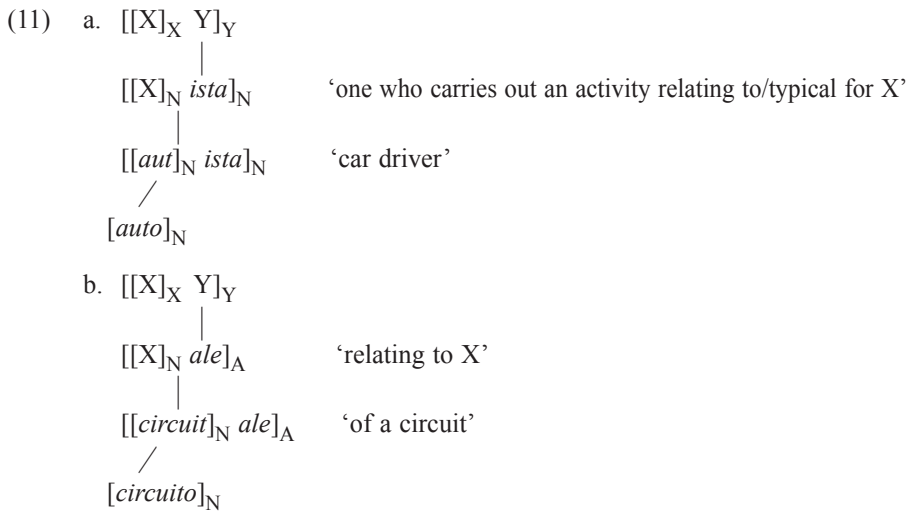 (11) a. [[X]X Y]Y
[[X]N ista]N ‘one who carries out an activity relating to/typical for X’
[[aut]N ista]N ‘car driver’
[auto]N
b. [[X]X Y]Y
[[X]N ale]A ‘relating to X’
[[circuit]N ale]A ‘of a circuit’
[circuito]N